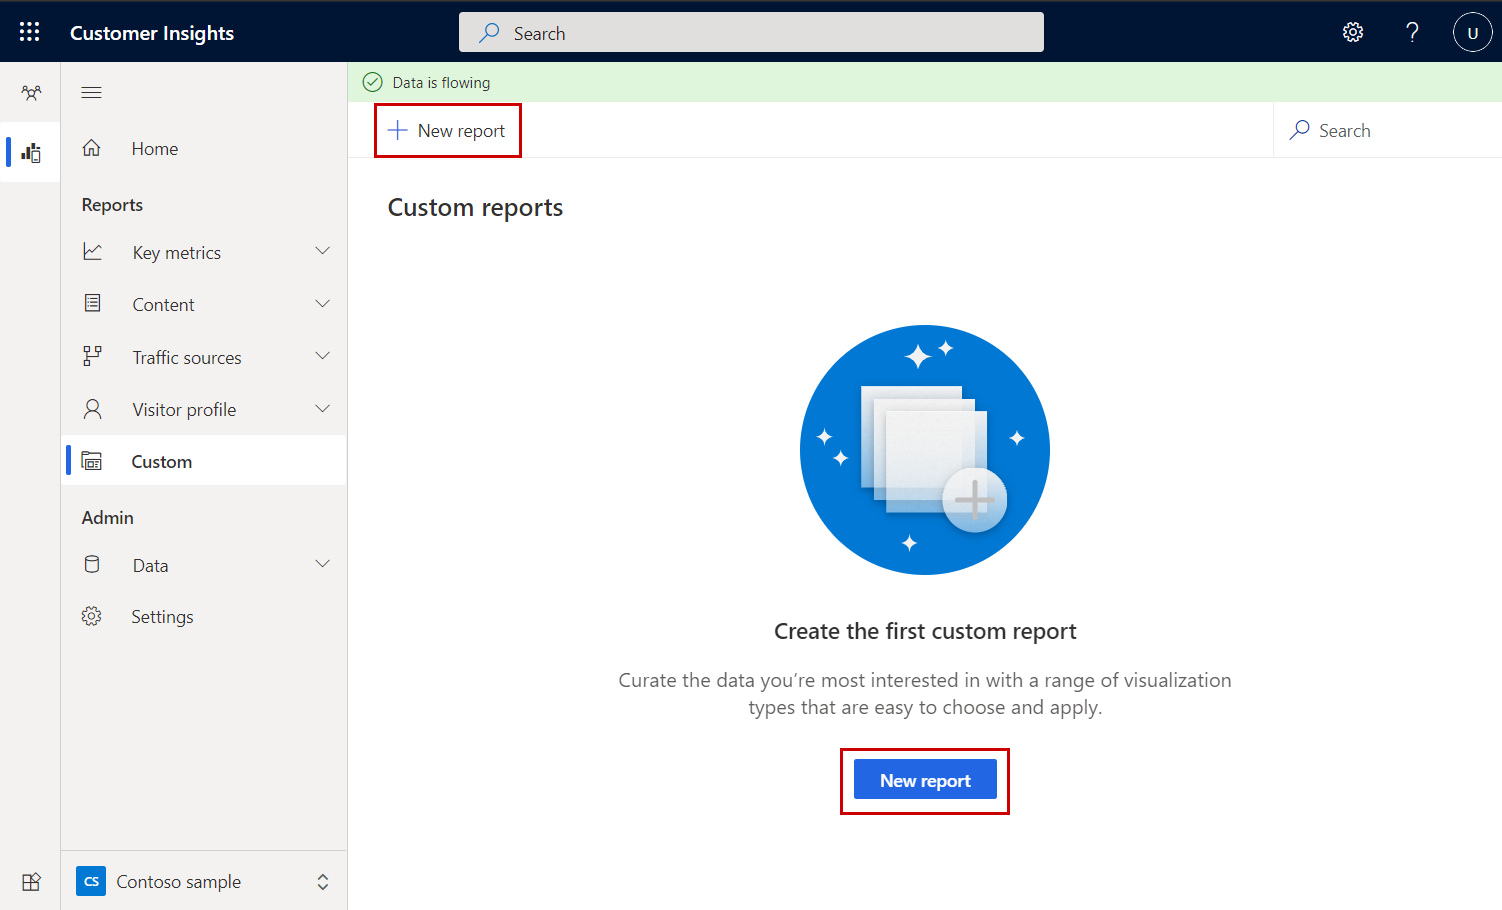 Customer Insights
Search
U
Data is flowing
New report
Search
Home
Reports
Key metrics
Content
Traffic sources
Visitor profile
Custom
Admin
Data
Settings
CS
Contoso sample
Custom reports
Create the first custom report
Curate the data you’re most interested in with a range of visualization
types that are easy to choose and apply.
New report